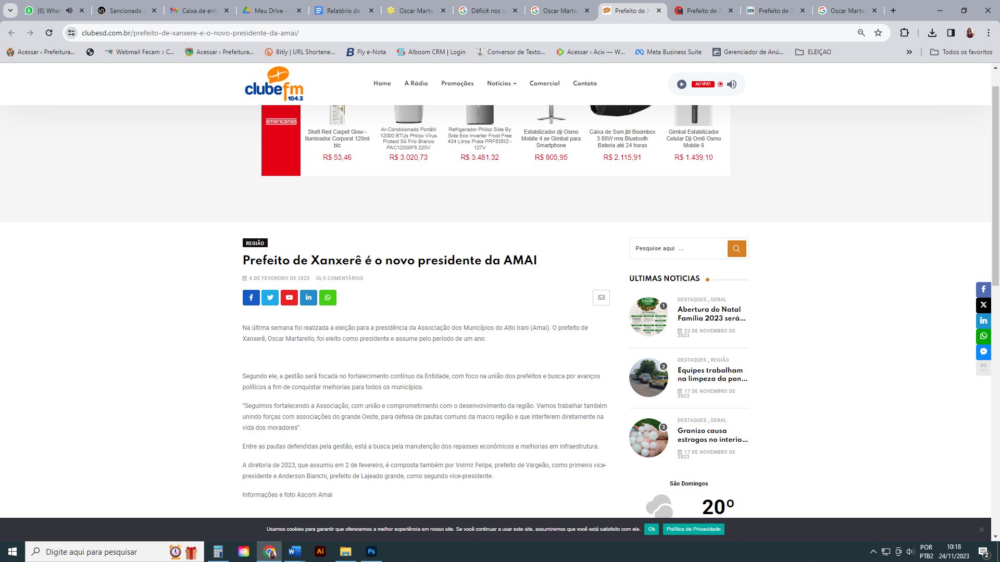 (6) Whats
Sancionada a
Caixa de ent
Meu Drive -
Relatório de
Oscar Marta
Déficit nos re
Oscar Marta
Prefeito de X
Prefeito de X
Prefeito de X
Oscar Marta
clubesd.com.br/prefeito-de-xanxere-e-o-novo-presidente-da-amai/
Acessar ‹ Prefeitura...
Webmail Fecam :: C...
Acessar ‹ Prefeitura...
Bitly | URL Shortene...
Fly e-Nota
Alboom CRM | Login
Conversor de Texto...
Acessar ‹ Acix — W...
Meta Business Suite
Gerenciador de Anú...
ELEIÇAO
Todos os favoritos
clubefm
104.3
Home
A Rádio
Promoções
Notícias
Comercial
Contato
AO VIVO
americanas
Skelt Red Carpet Glow -
Iluminador Corporal 120ml
blz
R$ 53,46
Ar-Condicionado Portátil
12000 BTUs Philco Vírus
Protect Só Frio Branco
PAC12000F5 220V
R$ 3.020,73
Refrigerador Philco Side By
Side Eco Inverter Frost Free
434 Litros Prata PRF535ID -
127V
R$ 3.481,32
Estabilizador dji Osmo
Mobile 4 se Gimbal para
Smartphone
R$ 805,95
Caixa de Som jbl Boombox
3 80W rms Bluetooth
Bateria até 24 horas
R$ 2.115,91
Gimbal Estabilizador
Celular Dji Om6 Osmo
Mobile 6
R$ 1.439,10
REGIÃO
Prefeito de Xanxerê é o novo presidente da AMAI
6 DE FEVEREIRO DE 2023
0 COMENTÁRIOS
Na última semana foi realizada a eleição para a presidência da Associação dos Municípios do Alto Irani (Amai). O prefeito de
Xanxerê, Oscar Martarello, foi eleito como presidente e assume pelo período de um ano.
Segundo ele, a gestão será focada no fortalecimento contínuo da Entidade, com foco na união dos prefeitos e busca por avanços
políticos a fim de conquistar melhorias para todos os municípios.
“Seguimos fortalecendo a Associação, com união e comprometimento com o desenvolvimento da região. Vamos trabalhar também
unindo forças com associações do grande Oeste, para defesa de pautas comuns da macro região e que interferem diretamente na
vida dos moradores”.
Entre as pautas defendidas pela gestão, está a busca pela manutenção dos repasses econômicos e melhorias em infraestrutura.
A diretoria de 2023, que assumiu em 2 de fevereiro, é composta também por Volmir Felipe, prefeito de Vargeão, como primeiro vice-
presidente e Anderson Bianchi, prefeito de Lajeado grande, como segundo vice-presidente.
Informações e foto Ascom Amai
Pesquise aqui ...
ÚLTIMAS NOTÍCIAS
1
DESTAQUES , GERAL
Abertura do Natal
Família 2023 será...
23 DE NOVEMBRO DE
2023
2
DESTAQUES , REGIÃO
Equipes trabalham
na limpeza da pon...
17 DE NOVEMBRO DE
2023
3
DESTAQUES , GERAL
Granizo causa
estragos no interio...
17 DE NOVEMBRO DE
2023
São Domingos
20º
GS
Usamos cookies para garantir que oferecemos a melhor experiência em nosso site. Se você continuar a usar este site, assumiremos que você está satisfeito com ele.
Ok
Política de Privacidade
Digite aqui para pesquisar
Ai
Ps
POR
PTB2
10:18
24/11/2023
2